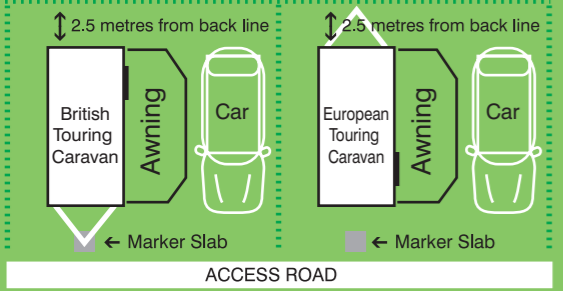 2.5 metres from back line
British
Touring
Caravan
Awning
Car
← Marker Slab
2.5 metres from back line
European
Touring
Caravan
Awning
Car
← Marker Slab
ACCESS ROAD